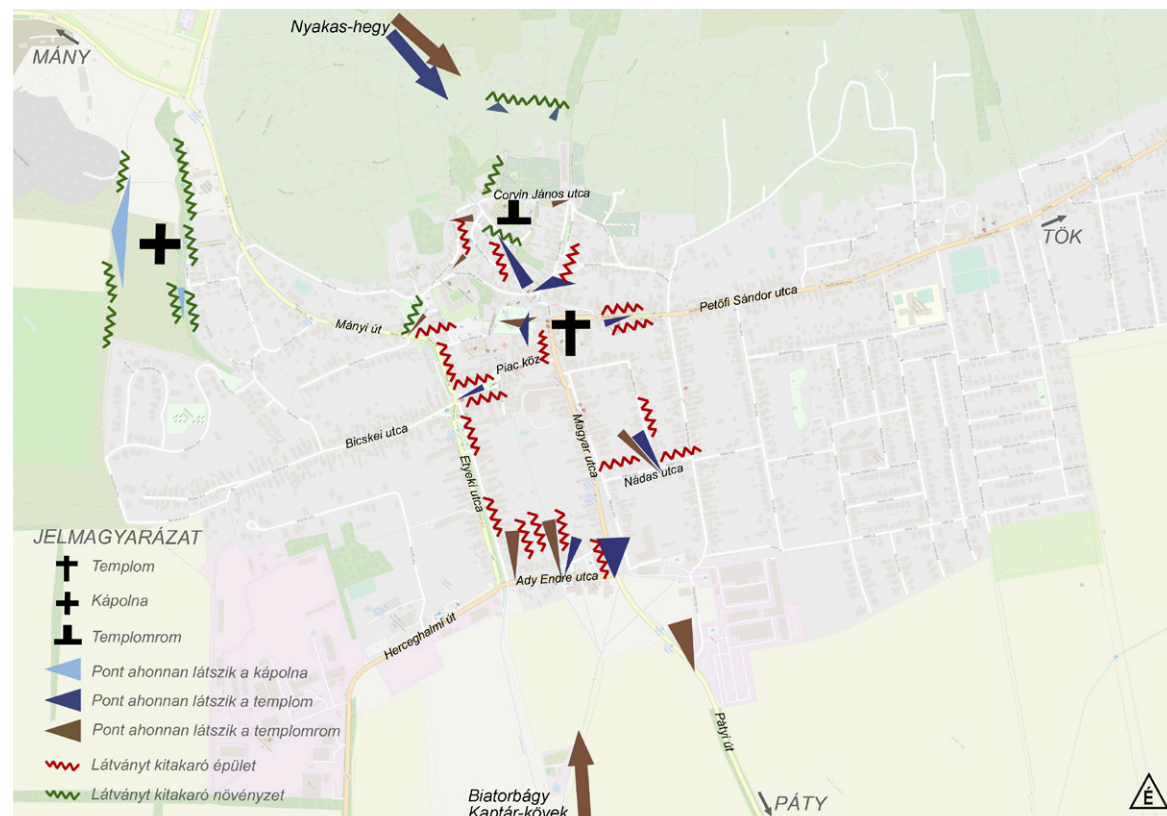 Nyakas-hegy
MÁNY
Corvin János utca
TÖK
Petőfi Sándor utca
Mányi út
Piac köz
Bicskei utca
Magyar utca
Etyeki utca
Nádas utca
JELMAGYARÁZAT
Templom
Kápolna
Templomrom
Pont ahonnan látszik a kápolna
Pont ahonnan látszik a templom
Pont ahonnan látszik a templomrom
Látványt kitakaró épület
Látványt kitakaró növényzet
Ady Endre utca
Herceghalmi út
Pátyi út
Biatorbágy
Kaptár-kövek
PÁTY
É